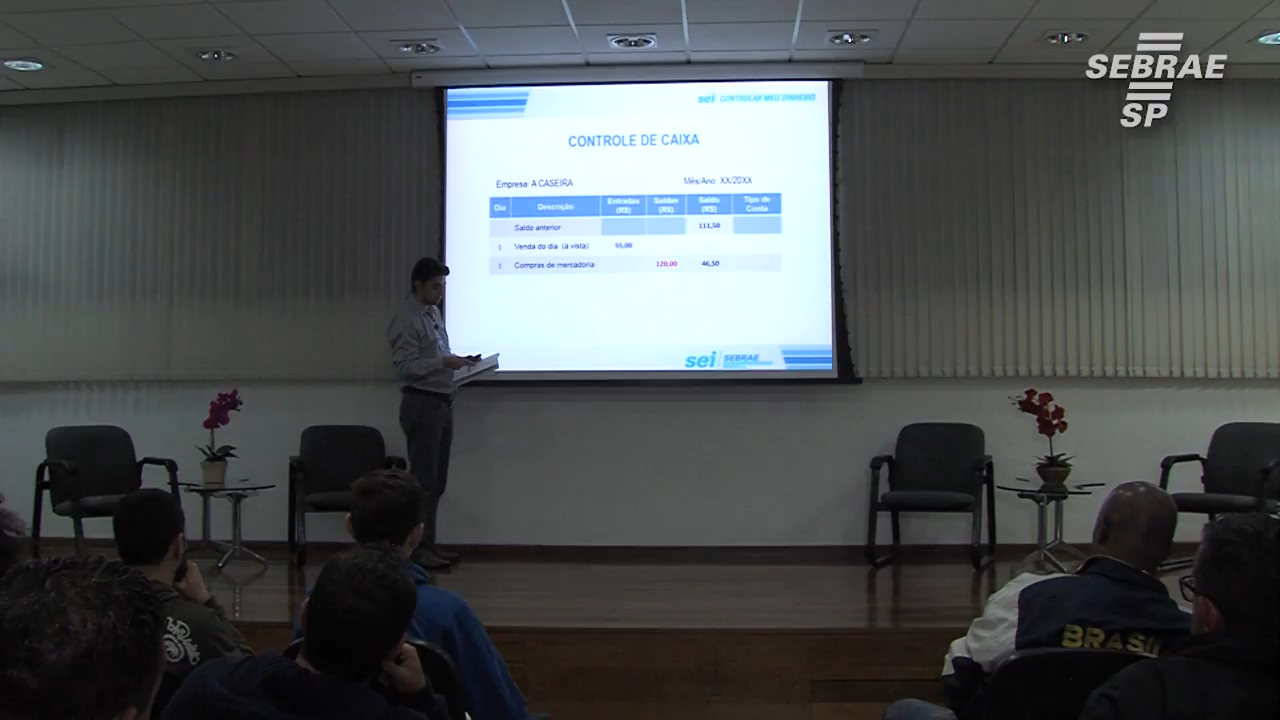 SEBRAE
SP
sei CONTROLAR MEU DINHEIRO
CONTROLE DE CAIXA
Empresa: A CASEIRA Mês/Ano XX/20XX
Dia Descrição Entradas (R$) Saídas (R$) Saldo (R$) Tipo de Conta
Saldo anterior 111,50
1 Venda do dia (à vista) 55,00
1 Compras de mercadoria 120,00 46,50
sei SEBRAE
BRASIL